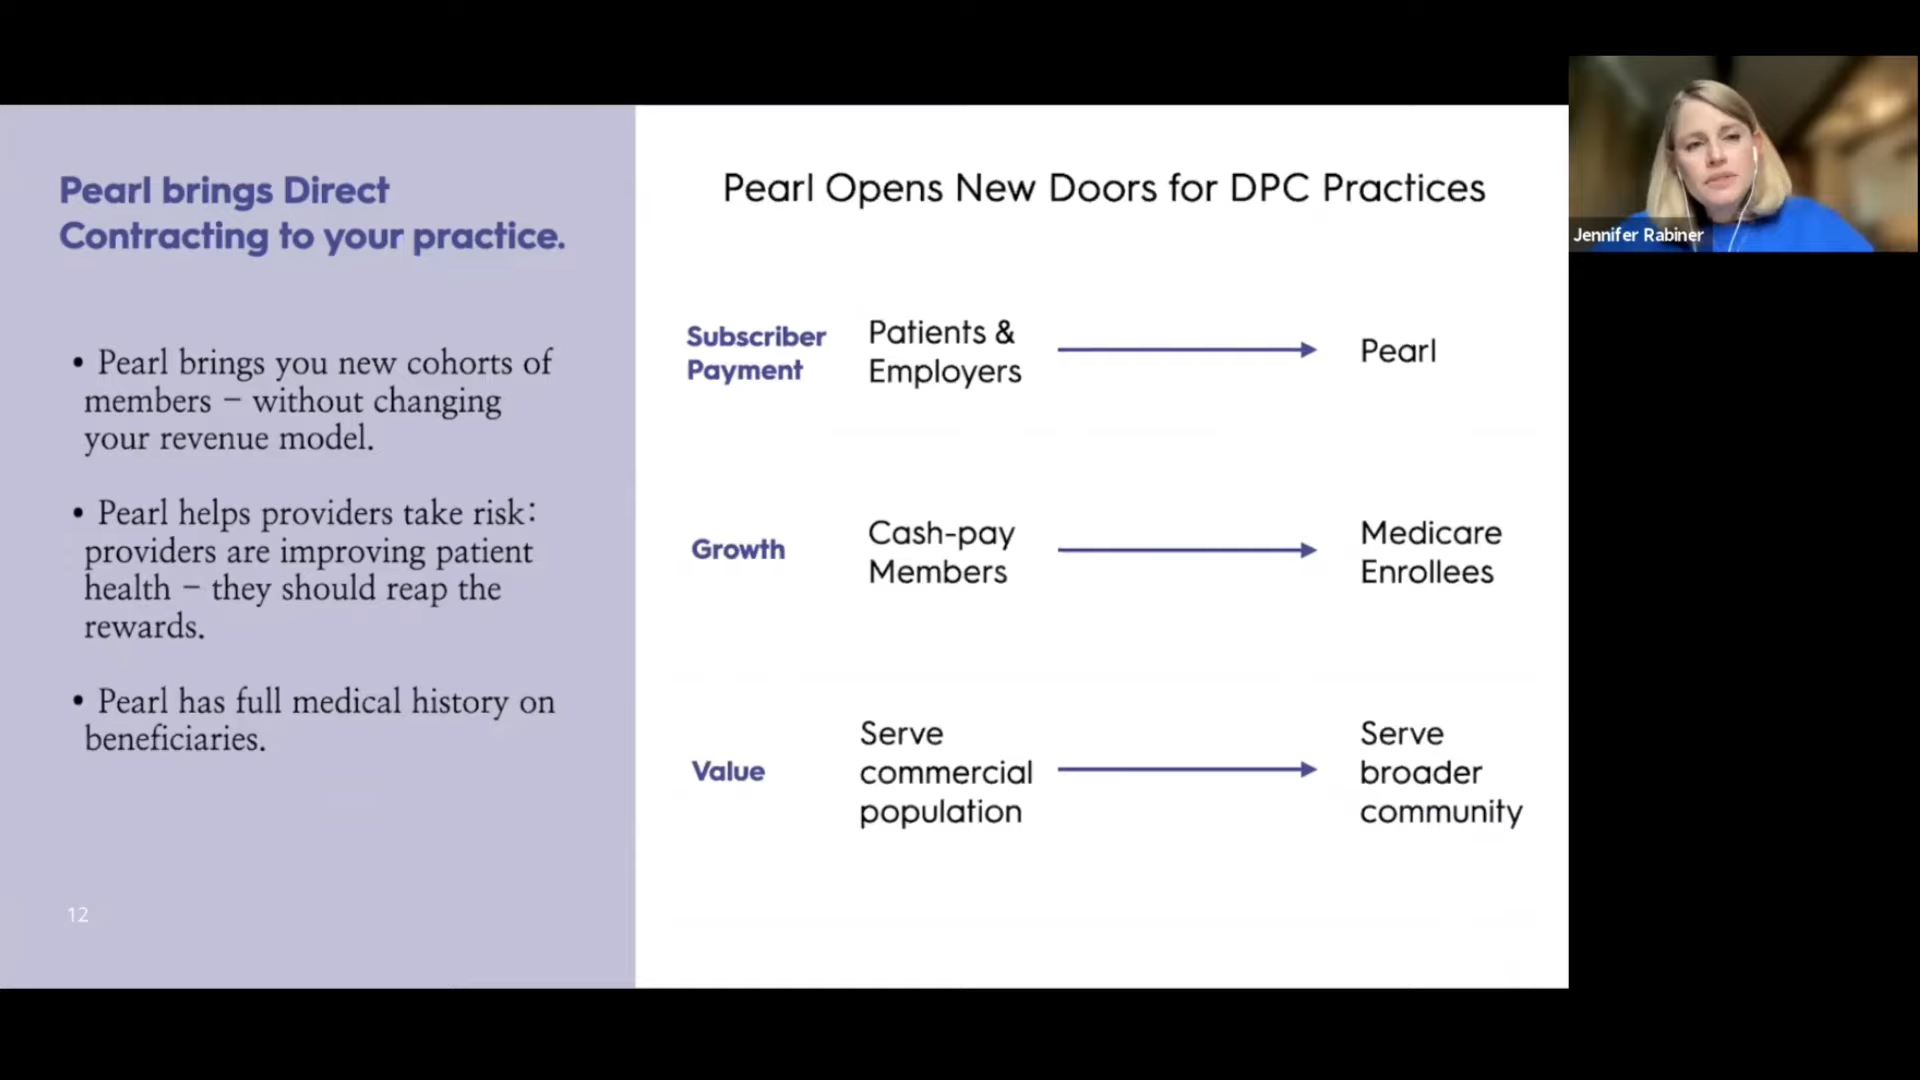 Pearl brings Direct
Contracting to your practice.
• Pearl brings you new cohorts of
members – without changing
your revenue model.
• Pearl helps providers take risk:
providers are improving patient
health – they should reap the
rewards.
• Pearl has full medical history on
beneficiaries.
12
Pearl Opens New Doors for DPC Practices
Subscriber
Payment
Patients &
Employers
Pearl
Growth
Cash-pay
Members
Medicare
Enrollees
Value
Serve
commercial
population
Serve
broader
community
Jennifer Rabiner